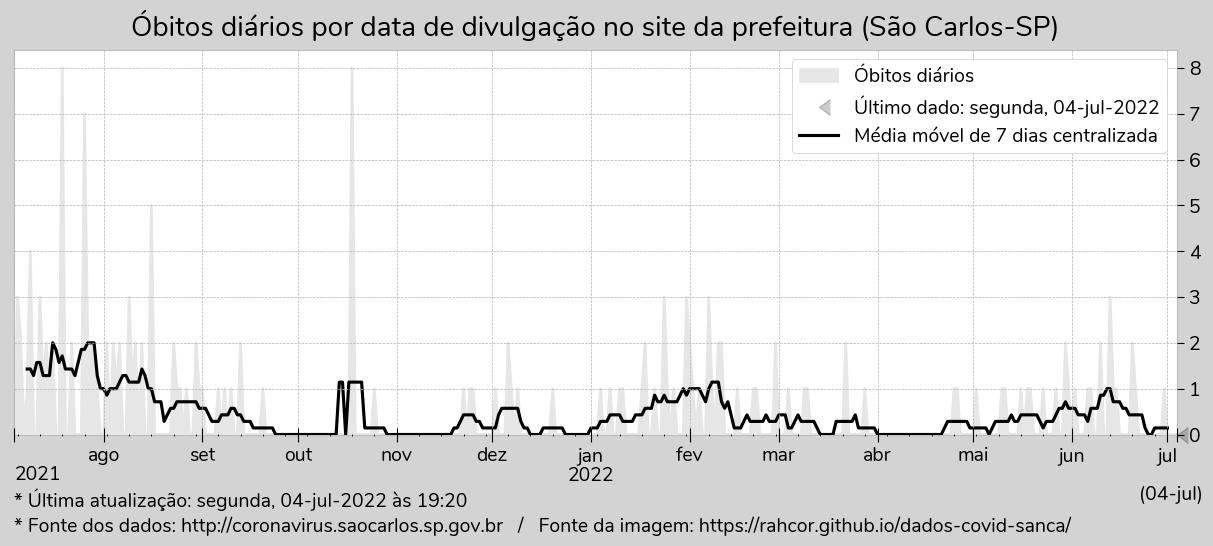 Óbitos diários por data de divulgação no site da prefeitura (São Carlos-SP)
Óbitos diários
Último dado: segunda, 04-jul-2022
Média móvel de 7 dias centralizada
8
7
6
5
4
3
2
1
0
ago set out nov dez jan fev mar abr mai jun jul
2021 2022
(04-jul)
* Última atualização: segunda, 04-jul-2022 às 19:20
* Fonte dos dados: http://coronavirus.saocarlos.sp.gov.br / Fonte da imagem: https://rahcor.github.io/dados-covid-sanca/